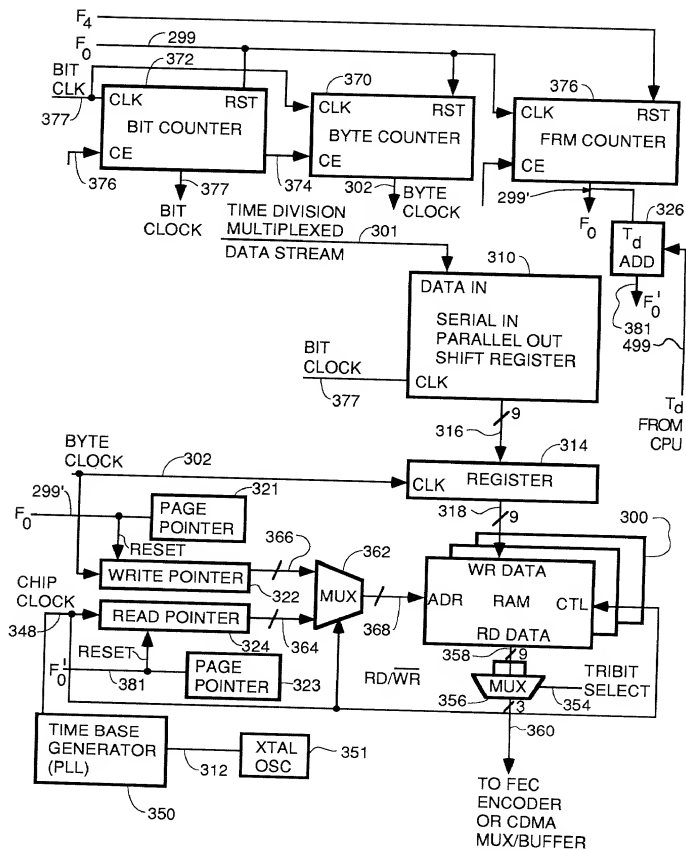 F4
F0
299
372
BIT
CLK
377
CLK
RST
BIT COUNTER
CE
376
377
BIT
CLOCK
370
CLK
RST
BYTE COUNTER
CE
374
302
BYTE
CLOCK
376
CLK
RST
FRM COUNTER
CE
299'
F0
326
Td
ADD
F0'
381
499
Td
FROM
CPU
TIME DIVISION
MULTIPLEXED
DATA STREAM
301
310
DATA IN
SERIAL IN
PARALLEL OUT
SHIFT REGISTER
CLK
BIT
CLOCK
377
9
316
314
REGISTER
CLK
BYTE
CLOCK
302
318
9
299'
F0
321
PAGE
POINTER
RESET
WRITE POINTER
322
366
362
MUX
368
300
WR DATA
ADR
RAM
CTL
RD DATA
CHIP
CLOCK
348
READ POINTER
324
364
RESET
F0'
381
PAGE
POINTER
323
RD/W̅R̅
358
9
MUX
356
354
TRIBIT
SELECT
3
360
TIME BASE
GENERATOR
(PLL)
350
312
XTAL
OSC
351
TO FEC
ENCODER
OR CDMA
MUX/BUFFER